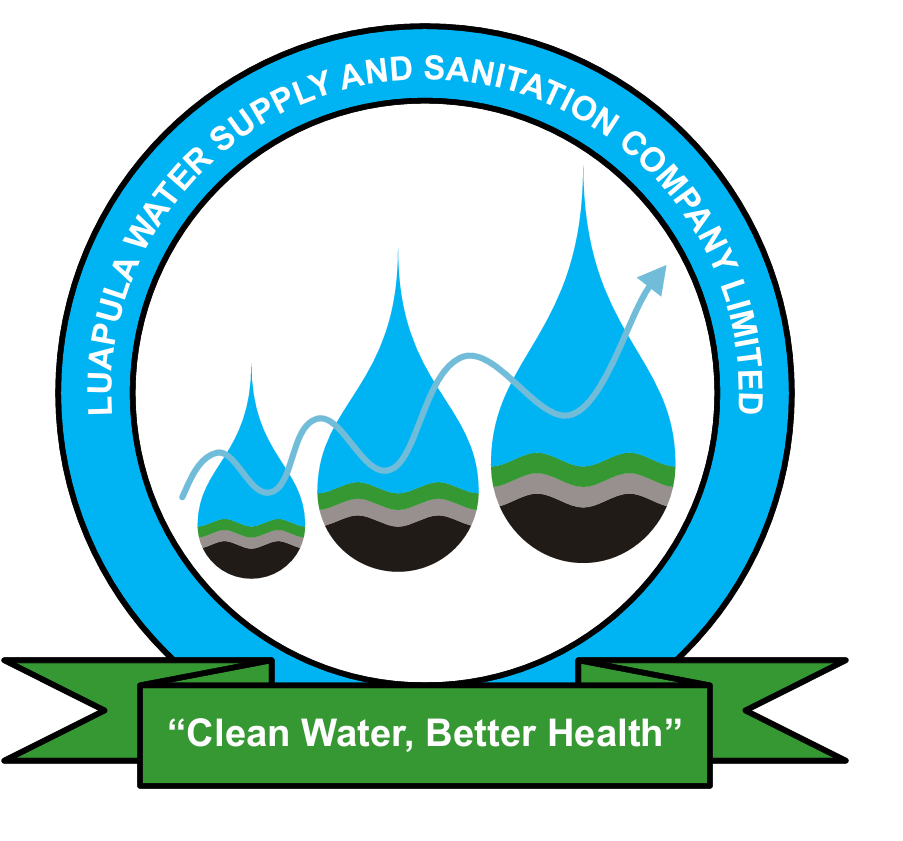 LUAPULA WATER SUPPLY AND SANITATION COMPANY LIMITED
“Clean Water, Better Health”